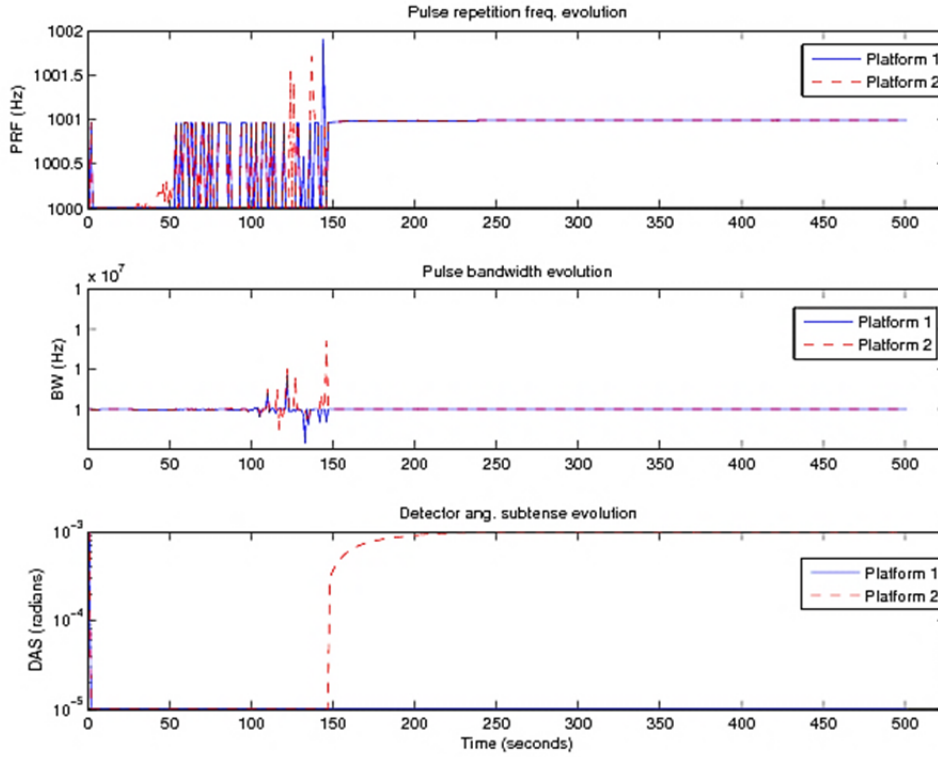 Pulse repetition freq. evolution
1002
1001.5
1001
1000.5
1000
PRF (Hz)
Platform 1
Platform 2
0 50 100 150 200 250 300 350 400 450 500
Pulse bandwidth evolution
x 10^7
1
1
1
1
BW (Hz)
Platform 1
Platform 2
0 50 100 150 200 250 300 350 400 450 500
Detector ang. subtense evolution
10^-3
10^-4
10^-5
DAS (radians)
Platform 1
Platform 2
0 50 100 150 200 250 300 350 400 450 500
Time (seconds)